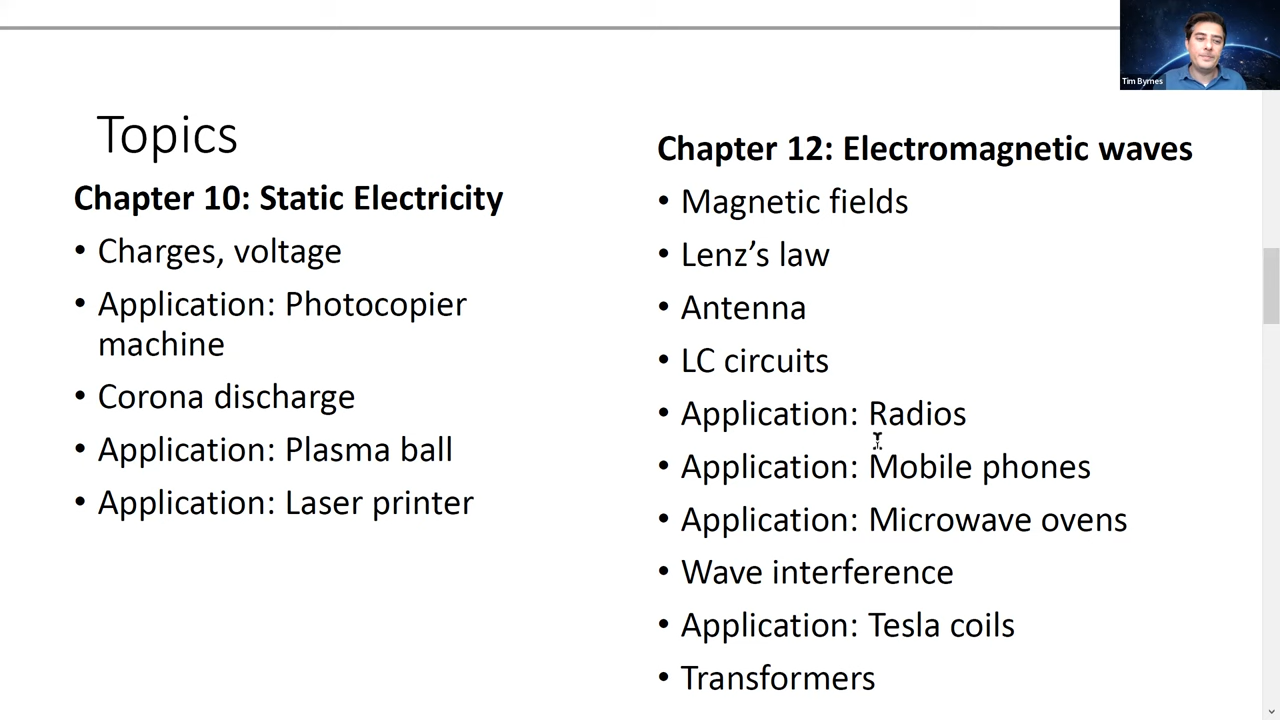 Topics
Chapter 10: Static Electricity
• Charges, voltage
• Application: Photocopier
machine
• Corona discharge
• Application: Plasma ball
• Application: Laser printer
Chapter 12: Electromagnetic waves
• Magnetic fields
• Lenz’s law
• Antenna
• LC circuits
• Application: Radios
• Application: Mobile phones
• Application: Microwave ovens
• Wave interference
• Application: Tesla coils
• Transformers
Tim Byrnes